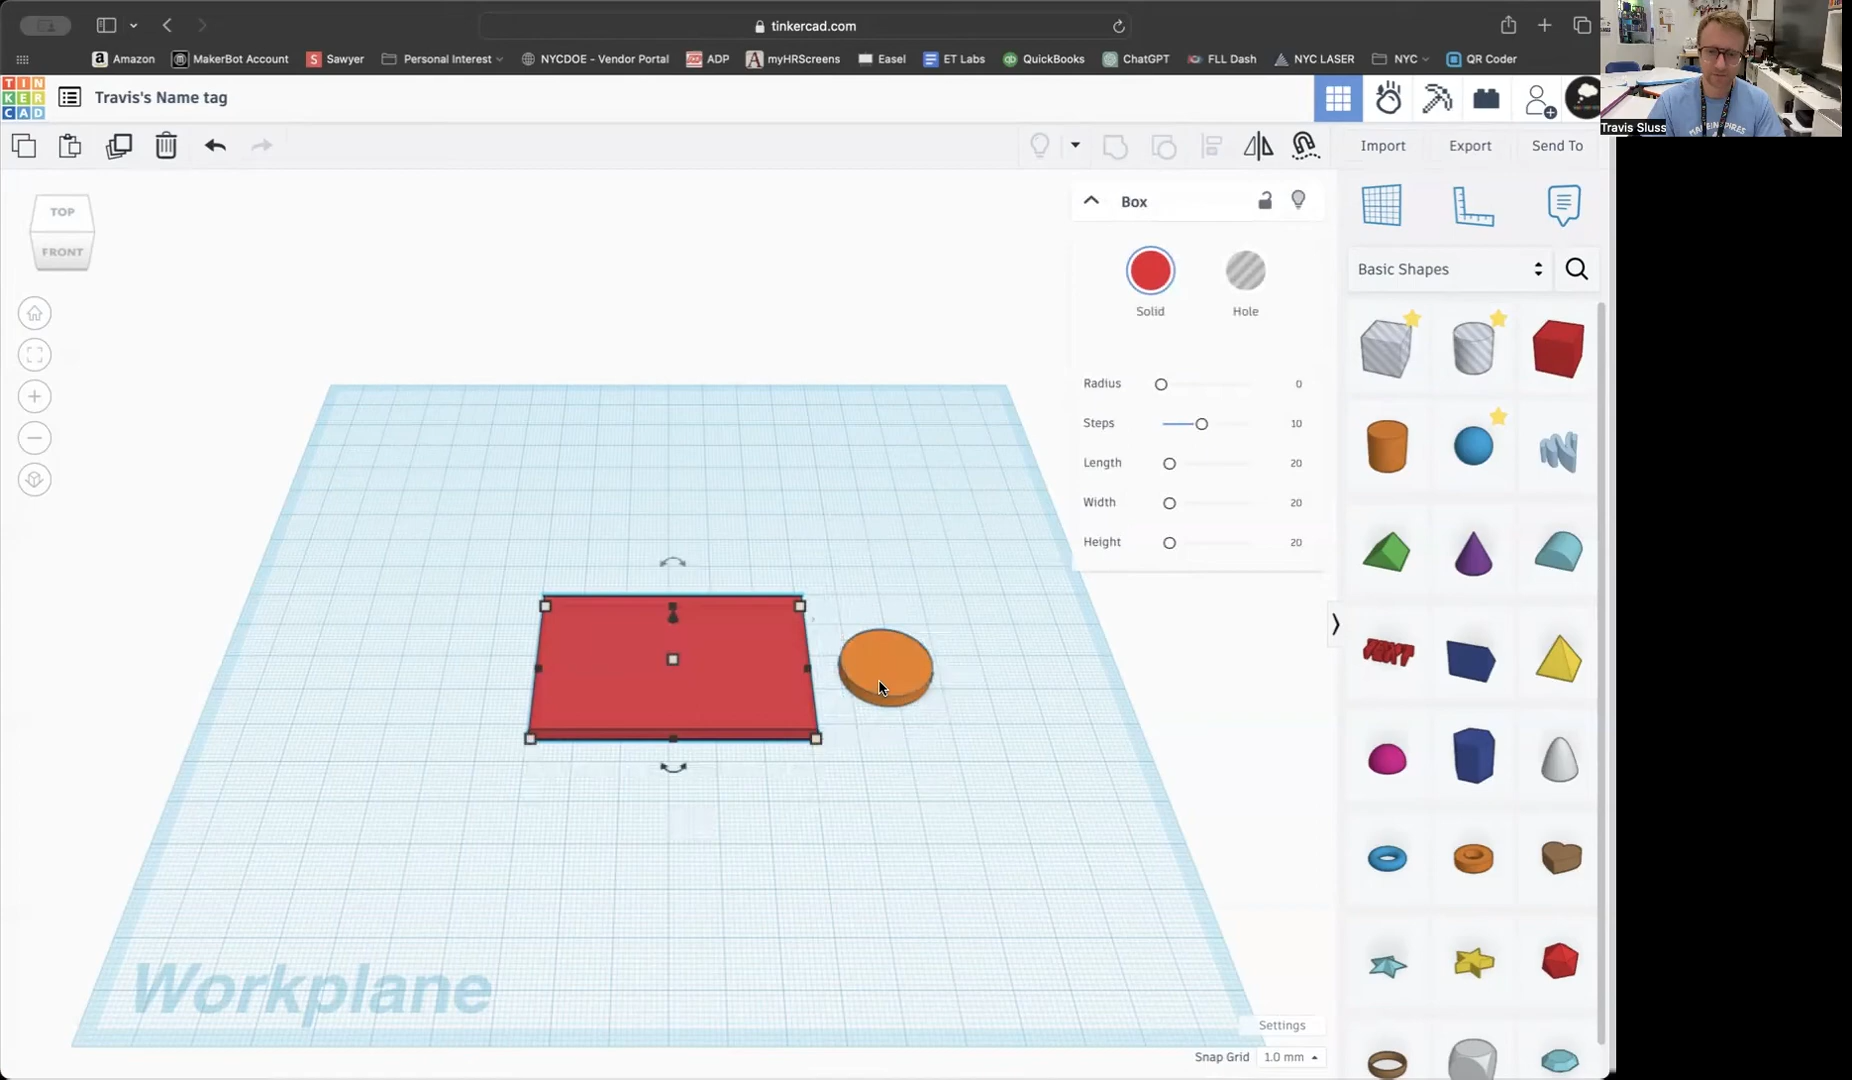 tinkercad.com
Amazon MakerBot Account Sawyer Personal Interest NYCDOE - Vendor Portal ADP myHRScreens Easel ET Labs QuickBooks ChatGPT FLL Dash NYC LASER NYC QR Coder
TIN
KER
CAD
Travis's Name tag
Travis Sluss
Import Export Send To
TOP
FRONT
Box
Solid Hole
Basic Shapes
Radius 0
Steps 10
Length 20
Width 20
Height 20
TEXT
Workplane
Settings
Snap Grid 1.0 mm